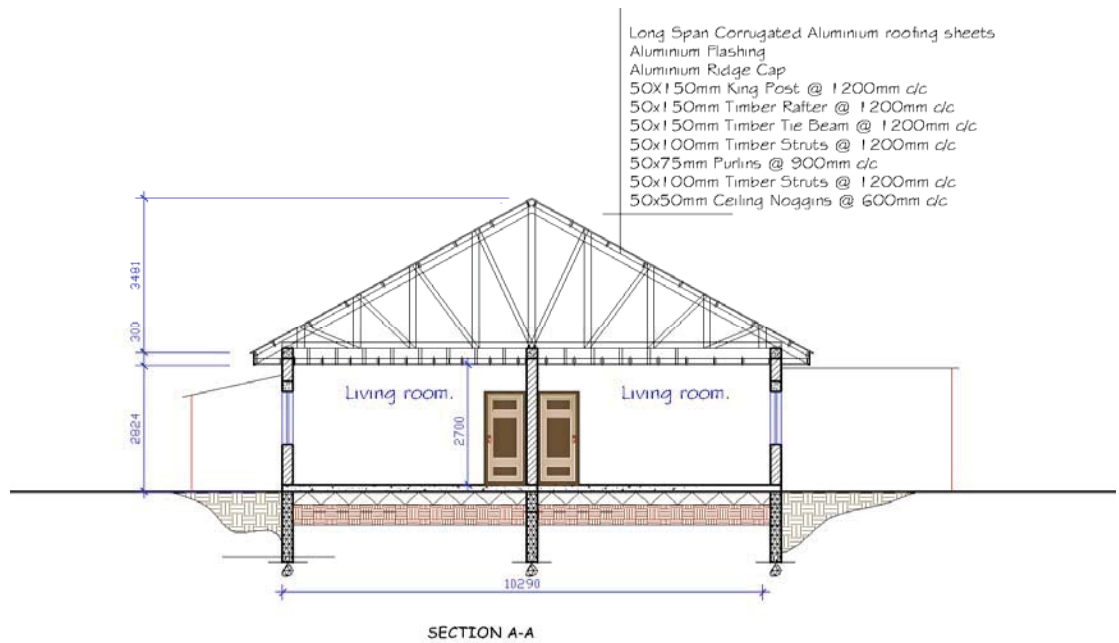 Long Span Corrugated Aluminium roofing sheets
Aluminium Flashing
Aluminium Ridge Cap
50X150mm King Post @ 1200mm c/c
50x150mm Timber Rafter @ 1200mm c/c
50x150mm Timber Tie Beam @ 1200mm c/c
50x100mm Timber Struts @ 1200mm c/c
50x75mm Purlins @ 900mm c/c
50x100mm Timber Struts @ 1200mm c/c
50x50mm Ceiling Noggins @ 600mm c/c
3481
300
Living room.
Living room.
2824
2700
10290
SECTION A-A